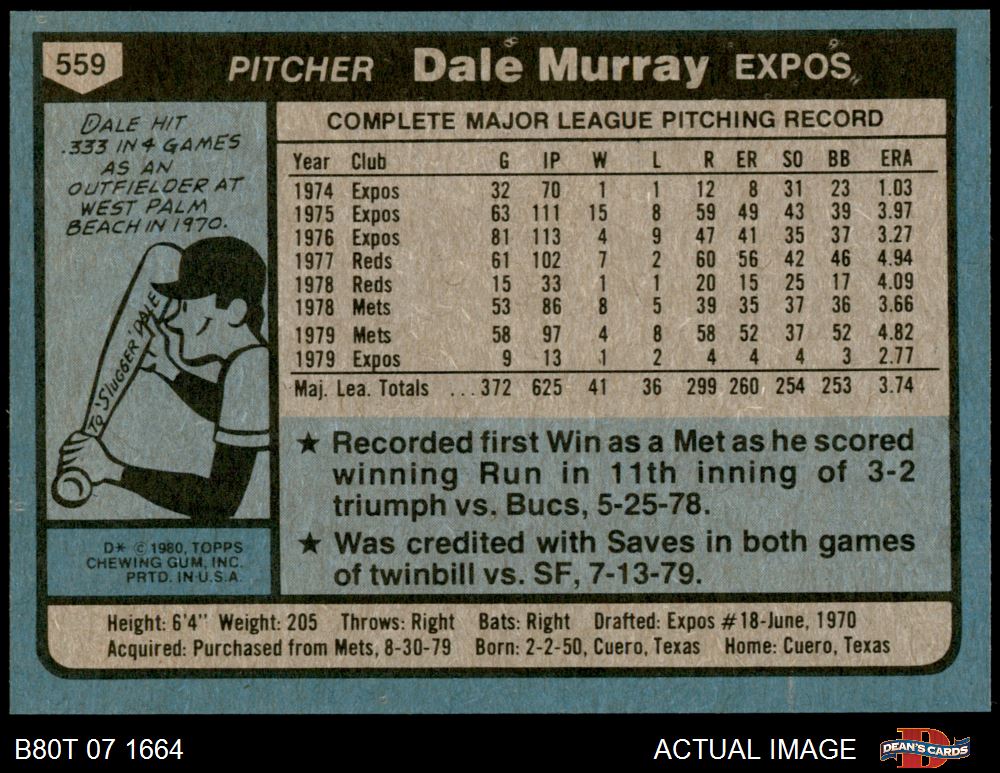 559 PITCHER Dale Murray EXPOS
DALE HIT
.333 IN 4 GAMES
AS AN
OUTFIELDER AT
WEST PALM
BEACH IN 1970.
TO 'SLUGGER' DALE
D* © 1980, TOPPS
CHEWING GUM, INC.
PRTD. IN U.S.A.
COMPLETE MAJOR LEAGUE PITCHING RECORD
Year Club G IP W L R ER SO BB ERA
1974 Expos 32 70 1 1 12 8 31 23 1.03
1975 Expos 63 111 15 8 59 49 43 39 3.97
1976 Expos 81 113 4 9 47 41 35 37 3.27
1977 Reds 61 102 7 2 60 56 42 46 4.94
1978 Reds 15 33 1 1 20 15 25 17 4.09
1978 Mets 53 86 8 5 39 35 37 36 3.66
1979 Mets 58 97 4 8 58 52 37 52 4.82
1979 Expos 9 13 1 2 4 4 4 3 2.77
Maj. Lea. Totals ... 372 625 41 36 299 260 254 253 3.74
★ Recorded first Win as a Met as he scored
winning Run in 11th inning of 3-2
triumph vs. Bucs, 5-25-78.
★ Was credited with Saves in both games
of twinbill vs. SF, 7-13-79.
Height: 6'4" Weight: 205 Throws: Right Bats: Right Drafted: Expos #18-June, 1970
Acquired: Purchased from Mets, 8-30-79 Born: 2-2-50, Cuero, Texas Home: Cuero, Texas
B80T 07 1664 ACTUAL IMAGE DEAN'S CARDS